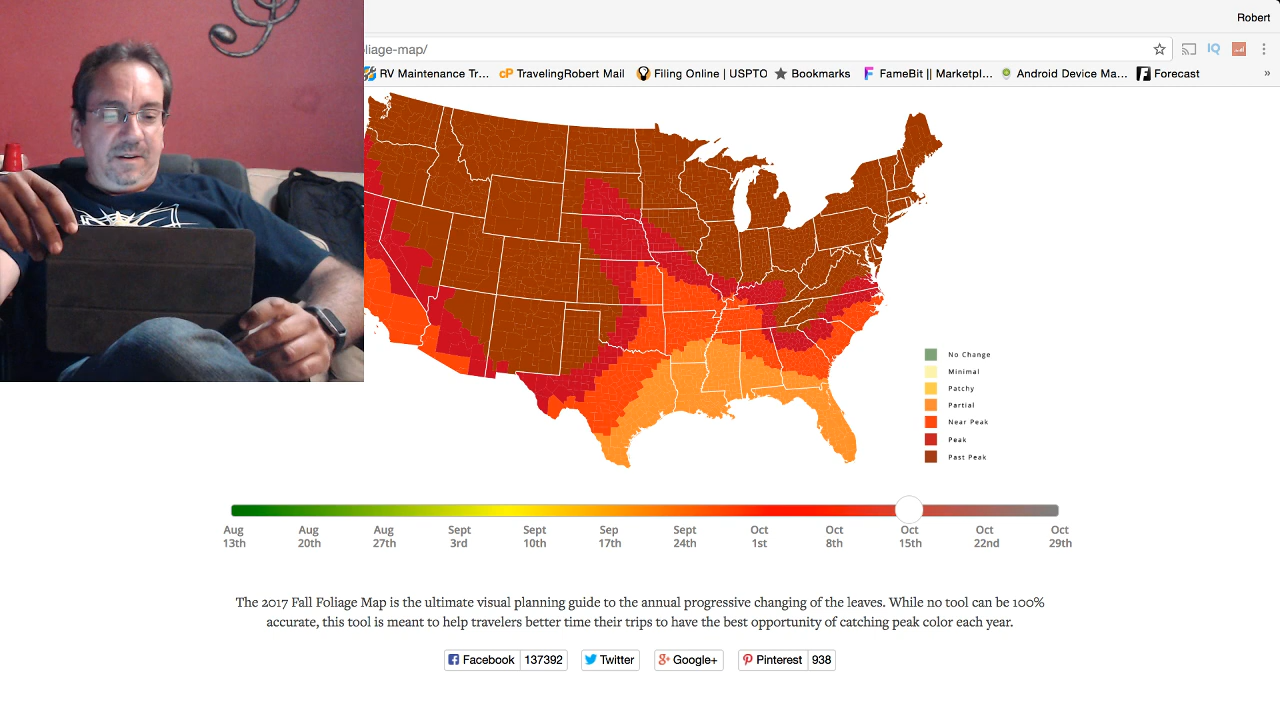 Robert
oliage-map/
IQ
RV Maintenance Tr... cP TravelingRobert Mail Filing Online | USPTO Bookmarks FameBit || Marketpl... Android Device Ma... Forecast »
No Change
Minimal
Patchy
Partial
Near Peak
Peak
Past Peak
Aug 13th
Aug 20th
Aug 27th
Sept 3rd
Sept 10th
Sep 17th
Sept 24th
Oct 1st
Oct 8th
Oct 15th
Oct 22nd
Oct 29th
The 2017 Fall Foliage Map is the ultimate visual planning guide to the annual progressive changing of the leaves. While no tool can be 100%
accurate, this tool is meant to help travelers better time their trips to have the best opportunity of catching peak color each year.
Facebook 137392 Twitter Google+ Pinterest 938